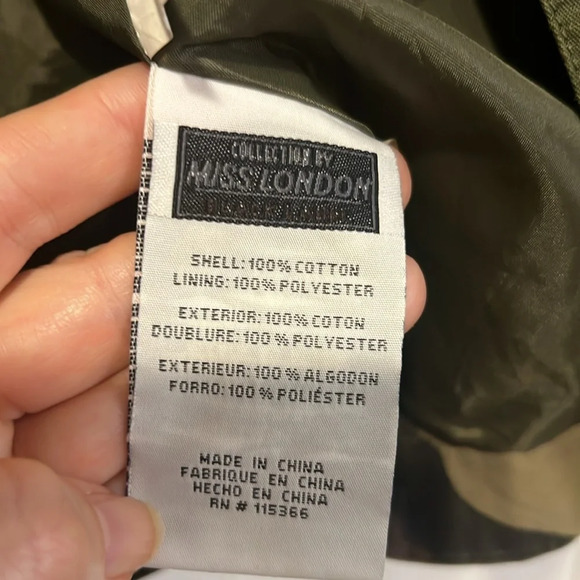 COLLECTION BY
MISS LONDON
SHELL: 100% COTTON
LINING: 100% POLYESTER
EXTERIOR: 100% COTON
DOUBLURE: 100% POLYESTER
EXTERIEUR: 100% ALGODON
FORRO: 100% POLIÉSTER
MADE IN CHINA
FABRIQUE EN CHINA
HECHO EN CHINA
RN # 115366